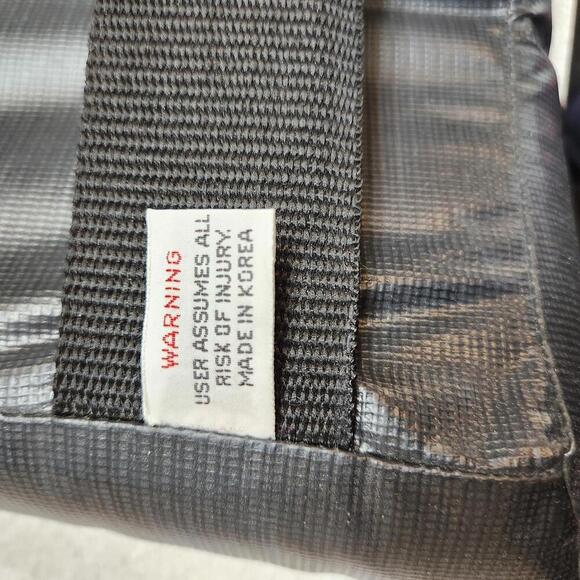 WARNING
USER ASSUMES ALL
RISK OF INJURY.
MADE IN KOREA